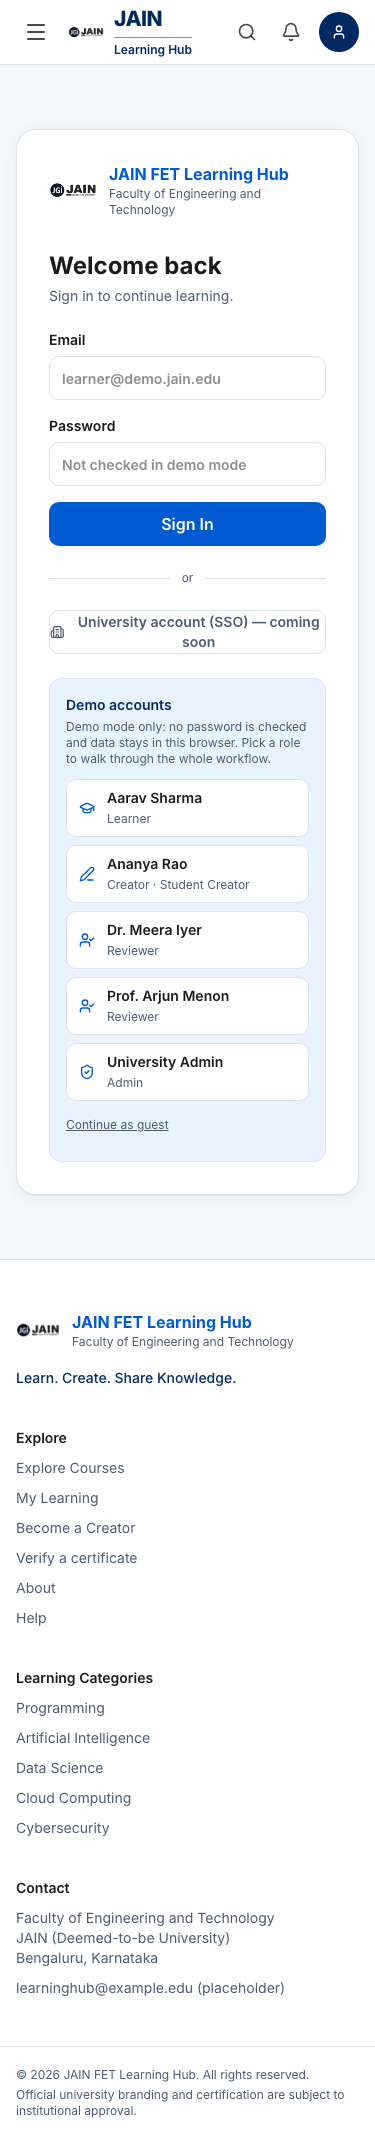 JAIN
JAIN
Learning Hub
JGI JAIN
JAIN FET Learning Hub
Faculty of Engineering and
Technology
Welcome back
Sign in to continue learning.
Email
learner@demo.jain.edu
Password
Not checked in demo mode
Sign In
or
University account (SSO) — coming
soon
Demo accounts
Demo mode only: no password is checked
and data stays in this browser. Pick a role
to walk through the whole workflow.
Aarav Sharma
Learner
Ananya Rao
Creator · Student Creator
Dr. Meera Iyer
Reviewer
Prof. Arjun Menon
Reviewer
University Admin
Admin
Continue as guest
JGI JAIN
JAIN FET Learning Hub
Faculty of Engineering and Technology
Learn. Create. Share Knowledge.
Explore
Explore Courses
My Learning
Become a Creator
Verify a certificate
About
Help
Learning Categories
Programming
Artificial Intelligence
Data Science
Cloud Computing
Cybersecurity
Contact
Faculty of Engineering and Technology
JAIN (Deemed-to-be University)
Bengaluru, Karnataka
learninghub@example.edu (placeholder)
© 2026 JAIN FET Learning Hub. All rights reserved.
Official university branding and certification are subject to
institutional approval.